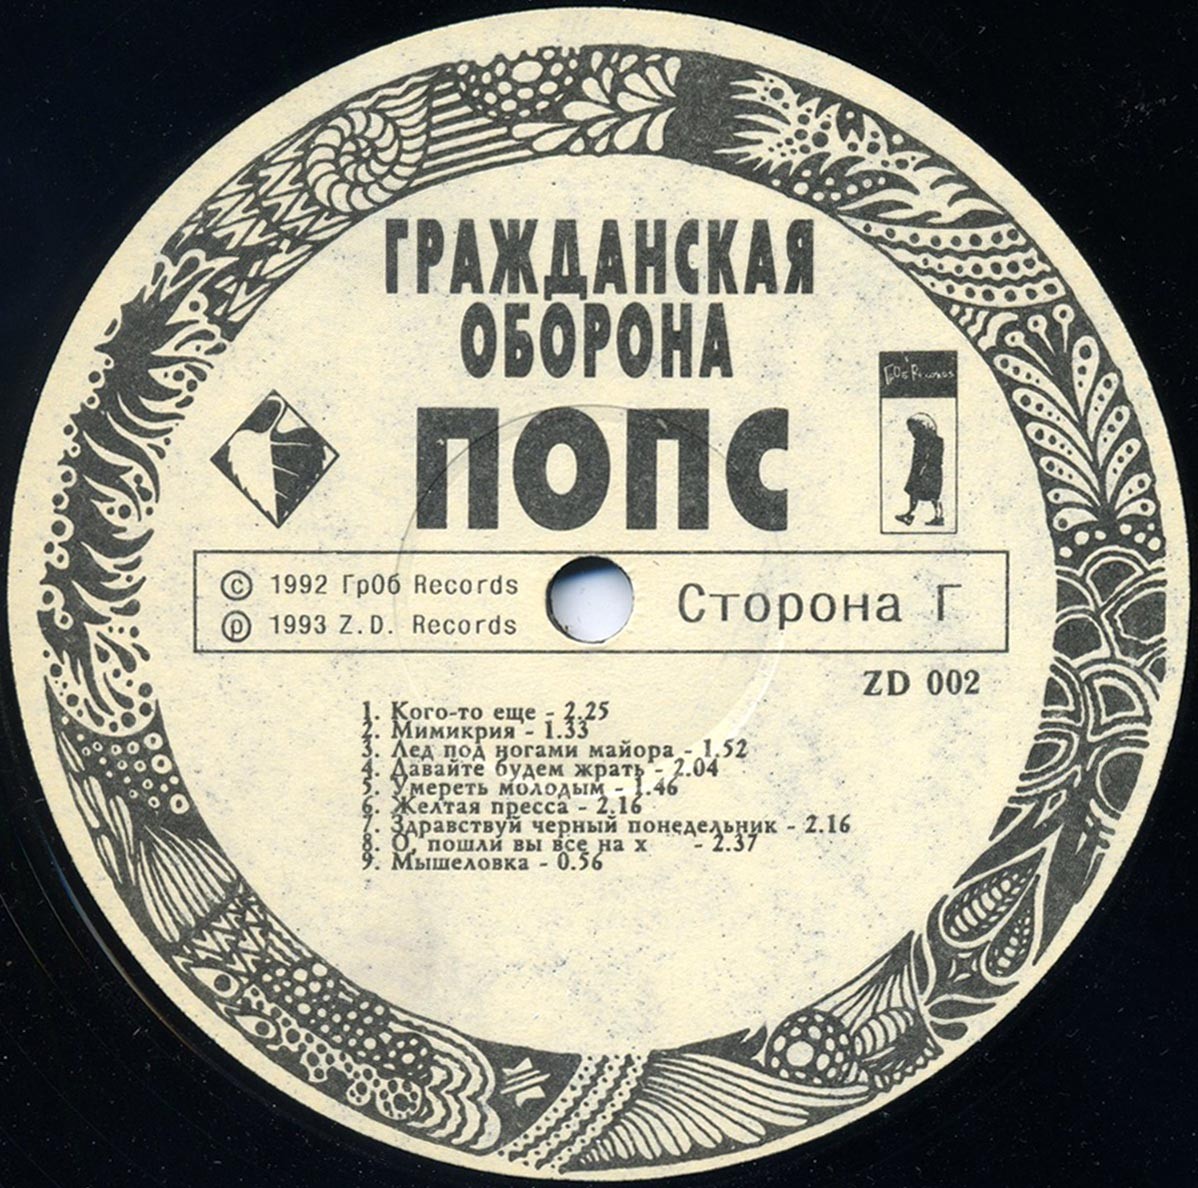 ГРАЖДАНСКАЯ
ОБОРОНА
ПОПС
ГрОб Records
© 1992 ГрОб Records
℗ 1993 Z.D. Records
Сторона Г
ZD 002
1. Кого-то еще - 2.25
2. Мимикрия - 1.33
3. Лед под ногами майора - 1.52
4. Давайте будем жрать - 2.04
5. Умереть молодым - 1.46
6. Желтая пресса - 2.16
7. Здравствуй черный понедельник - 2.16
8. О, пошли вы все на х - 2.37
9. Мышеловка - 0.56